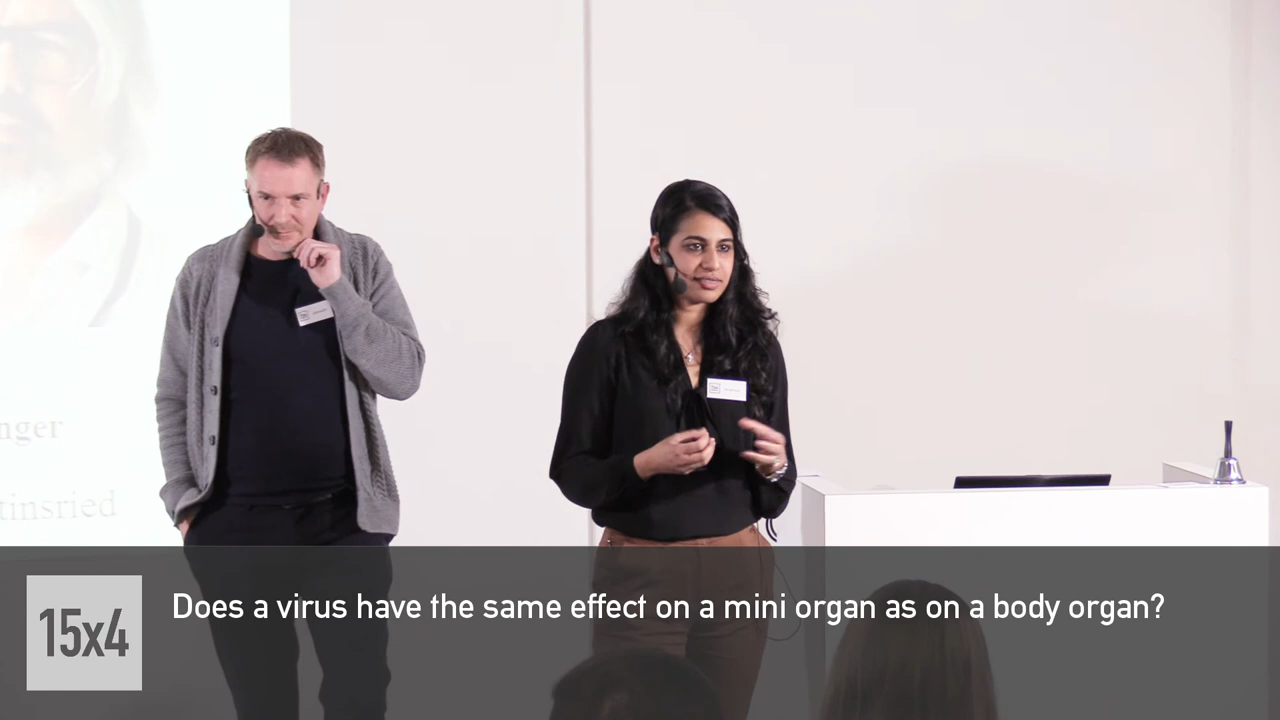 nger
tinsried
15x4
Does a virus have the same effect on a mini organ as on a body organ?